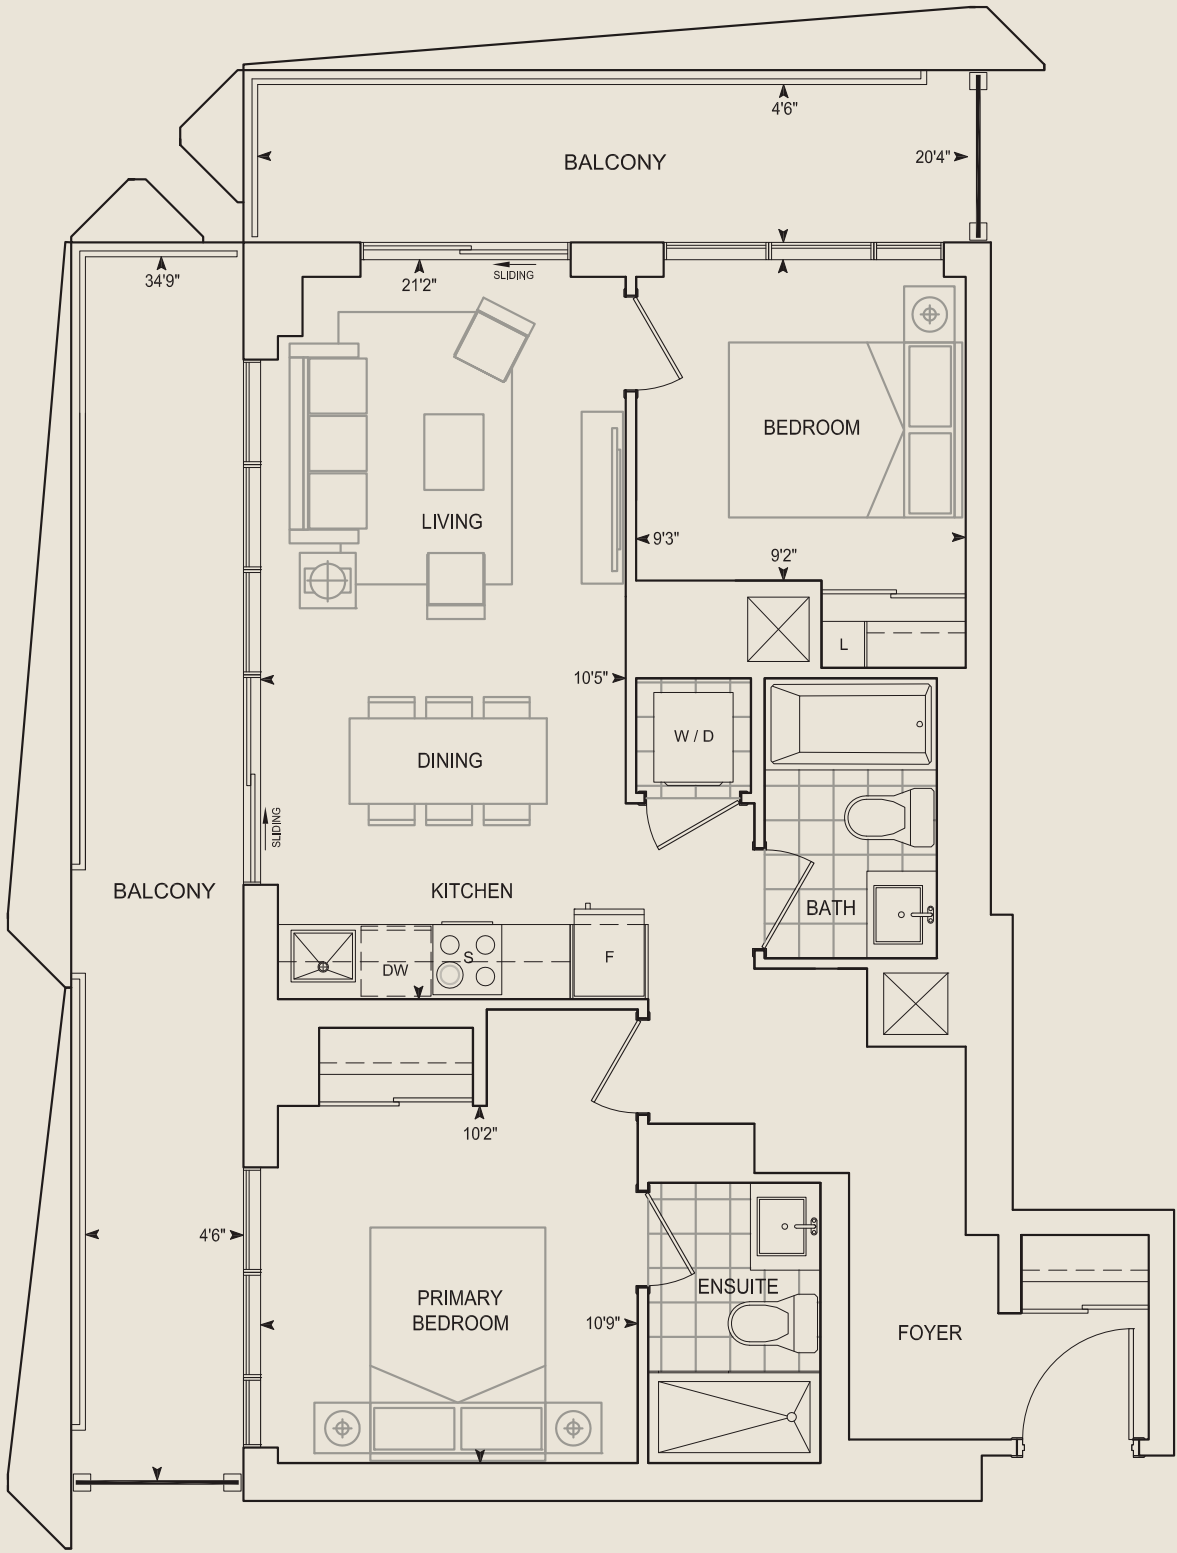 4'6"
BALCONY
20'4"
34'9"
21'2"
SLIDING
BEDROOM
LIVING
9'3"
9'2"
L
10'5"
W / D
DINING
SLIDING
BALCONY
KITCHEN
BATH
DW
S
F
10'2"
4'6"
ENSUITE
PRIMARY
BEDROOM
10'9"
FOYER